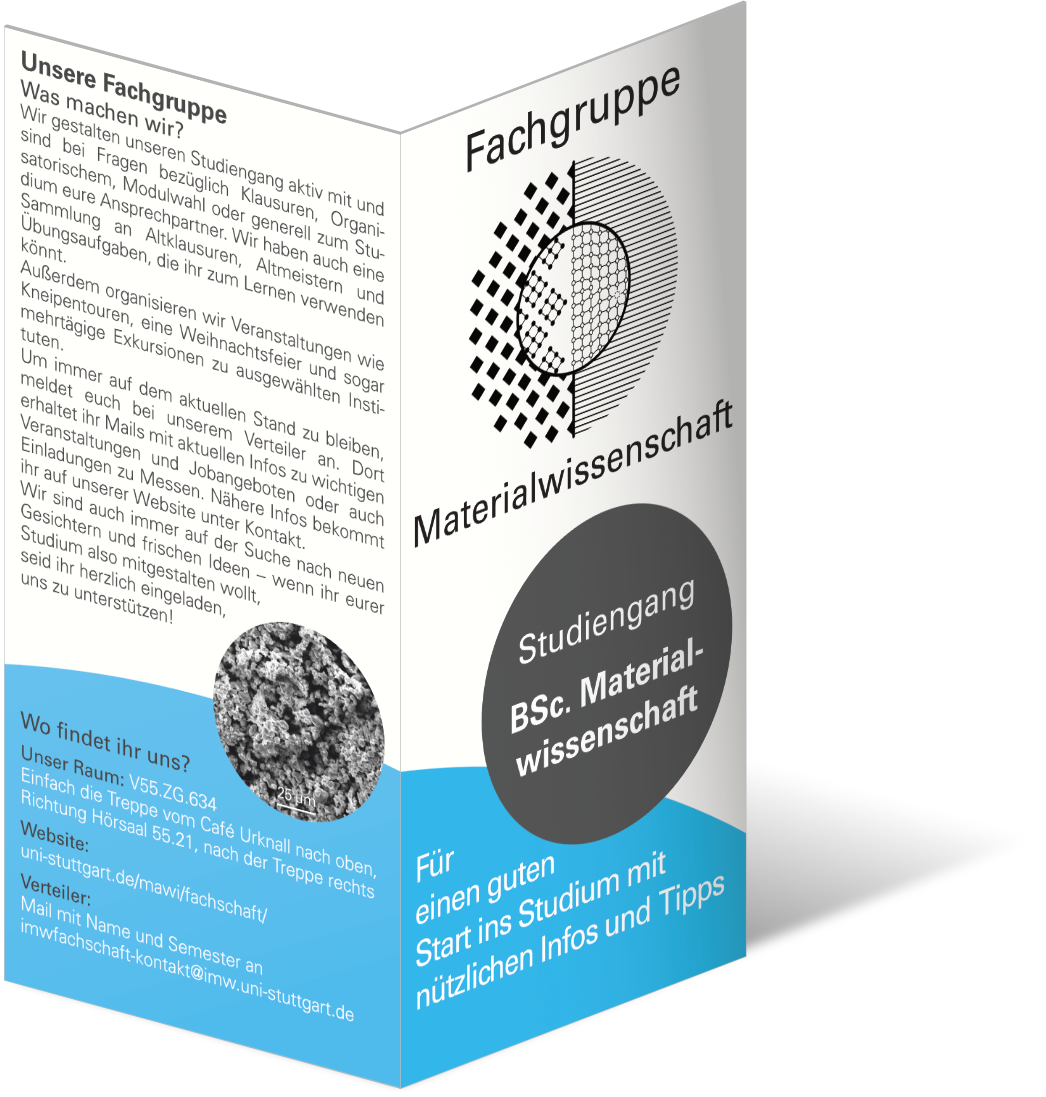 Unsere Fachgruppe
Was machen wir?
Wir gestalten unseren Studiengang aktiv mit und
sind bei Fragen bezüglich Klausuren, Organi-
satorischem, Modulwahl oder generell zum Stu-
dium eure Ansprechpartner. Wir haben auch eine
Sammlung an Altklausuren, Altmeistern und
Übungsaufgaben, die ihr zum Lernen verwenden
könnt.
Außerdem organisieren wir Veranstaltungen wie
Kneipentouren, eine Weihnachtsfeier und sogar
mehrtägige Exkursionen zu ausgewählten Insti-
tuten.
Um immer auf dem aktuellen Stand zu bleiben,
meldet euch bei unserem Verteiler an. Dort
erhaltet ihr Mails mit aktuellen Infos zu wichtigen
Veranstaltungen und Jobangeboten oder auch
Einladungen zu Messen. Nähere Infos bekommt
ihr auf unserer Website unter Kontakt.
Wir sind auch immer auf der Suche nach neuen
Gesichtern und frischen Ideen – wenn ihr eurer
Studium also mitgestalten wollt,
seid ihr herzlich eingeladen,
uns zu unterstützen!
25 µm
Wo findet ihr uns?
Unser Raum: V55.ZG.634
Einfach die Treppe vom Café Urknall nach oben,
Richtung Hörsaal 55.21, nach der Treppe rechts
Website:
uni-stuttgart.de/mawi/fachschaft/
Verteiler:
Mail mit Name und Semester an
imwfachschaft-kontakt@imw.uni-stuttgart.de
Fachgruppe
Materialwissenschaft
Studiengang
BSc. Material-
wissenschaft
Für
einen guten
Start ins Studium mit
nützlichen Infos und Tipps